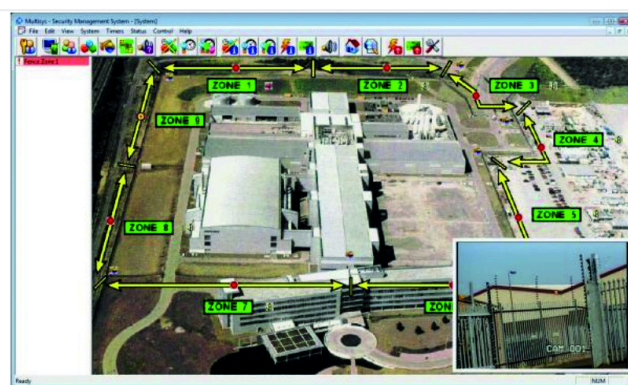 Multisys - Security Management System - [System]
File Edit View System Timers Status Control Help
Fence Zone 1
ZONE 1
ZONE 2
ZONE 3
ZONE 9
ZONE 4
ZONE 8
ZONE 5
ZONE 7
CAM 001
Ready
NUM